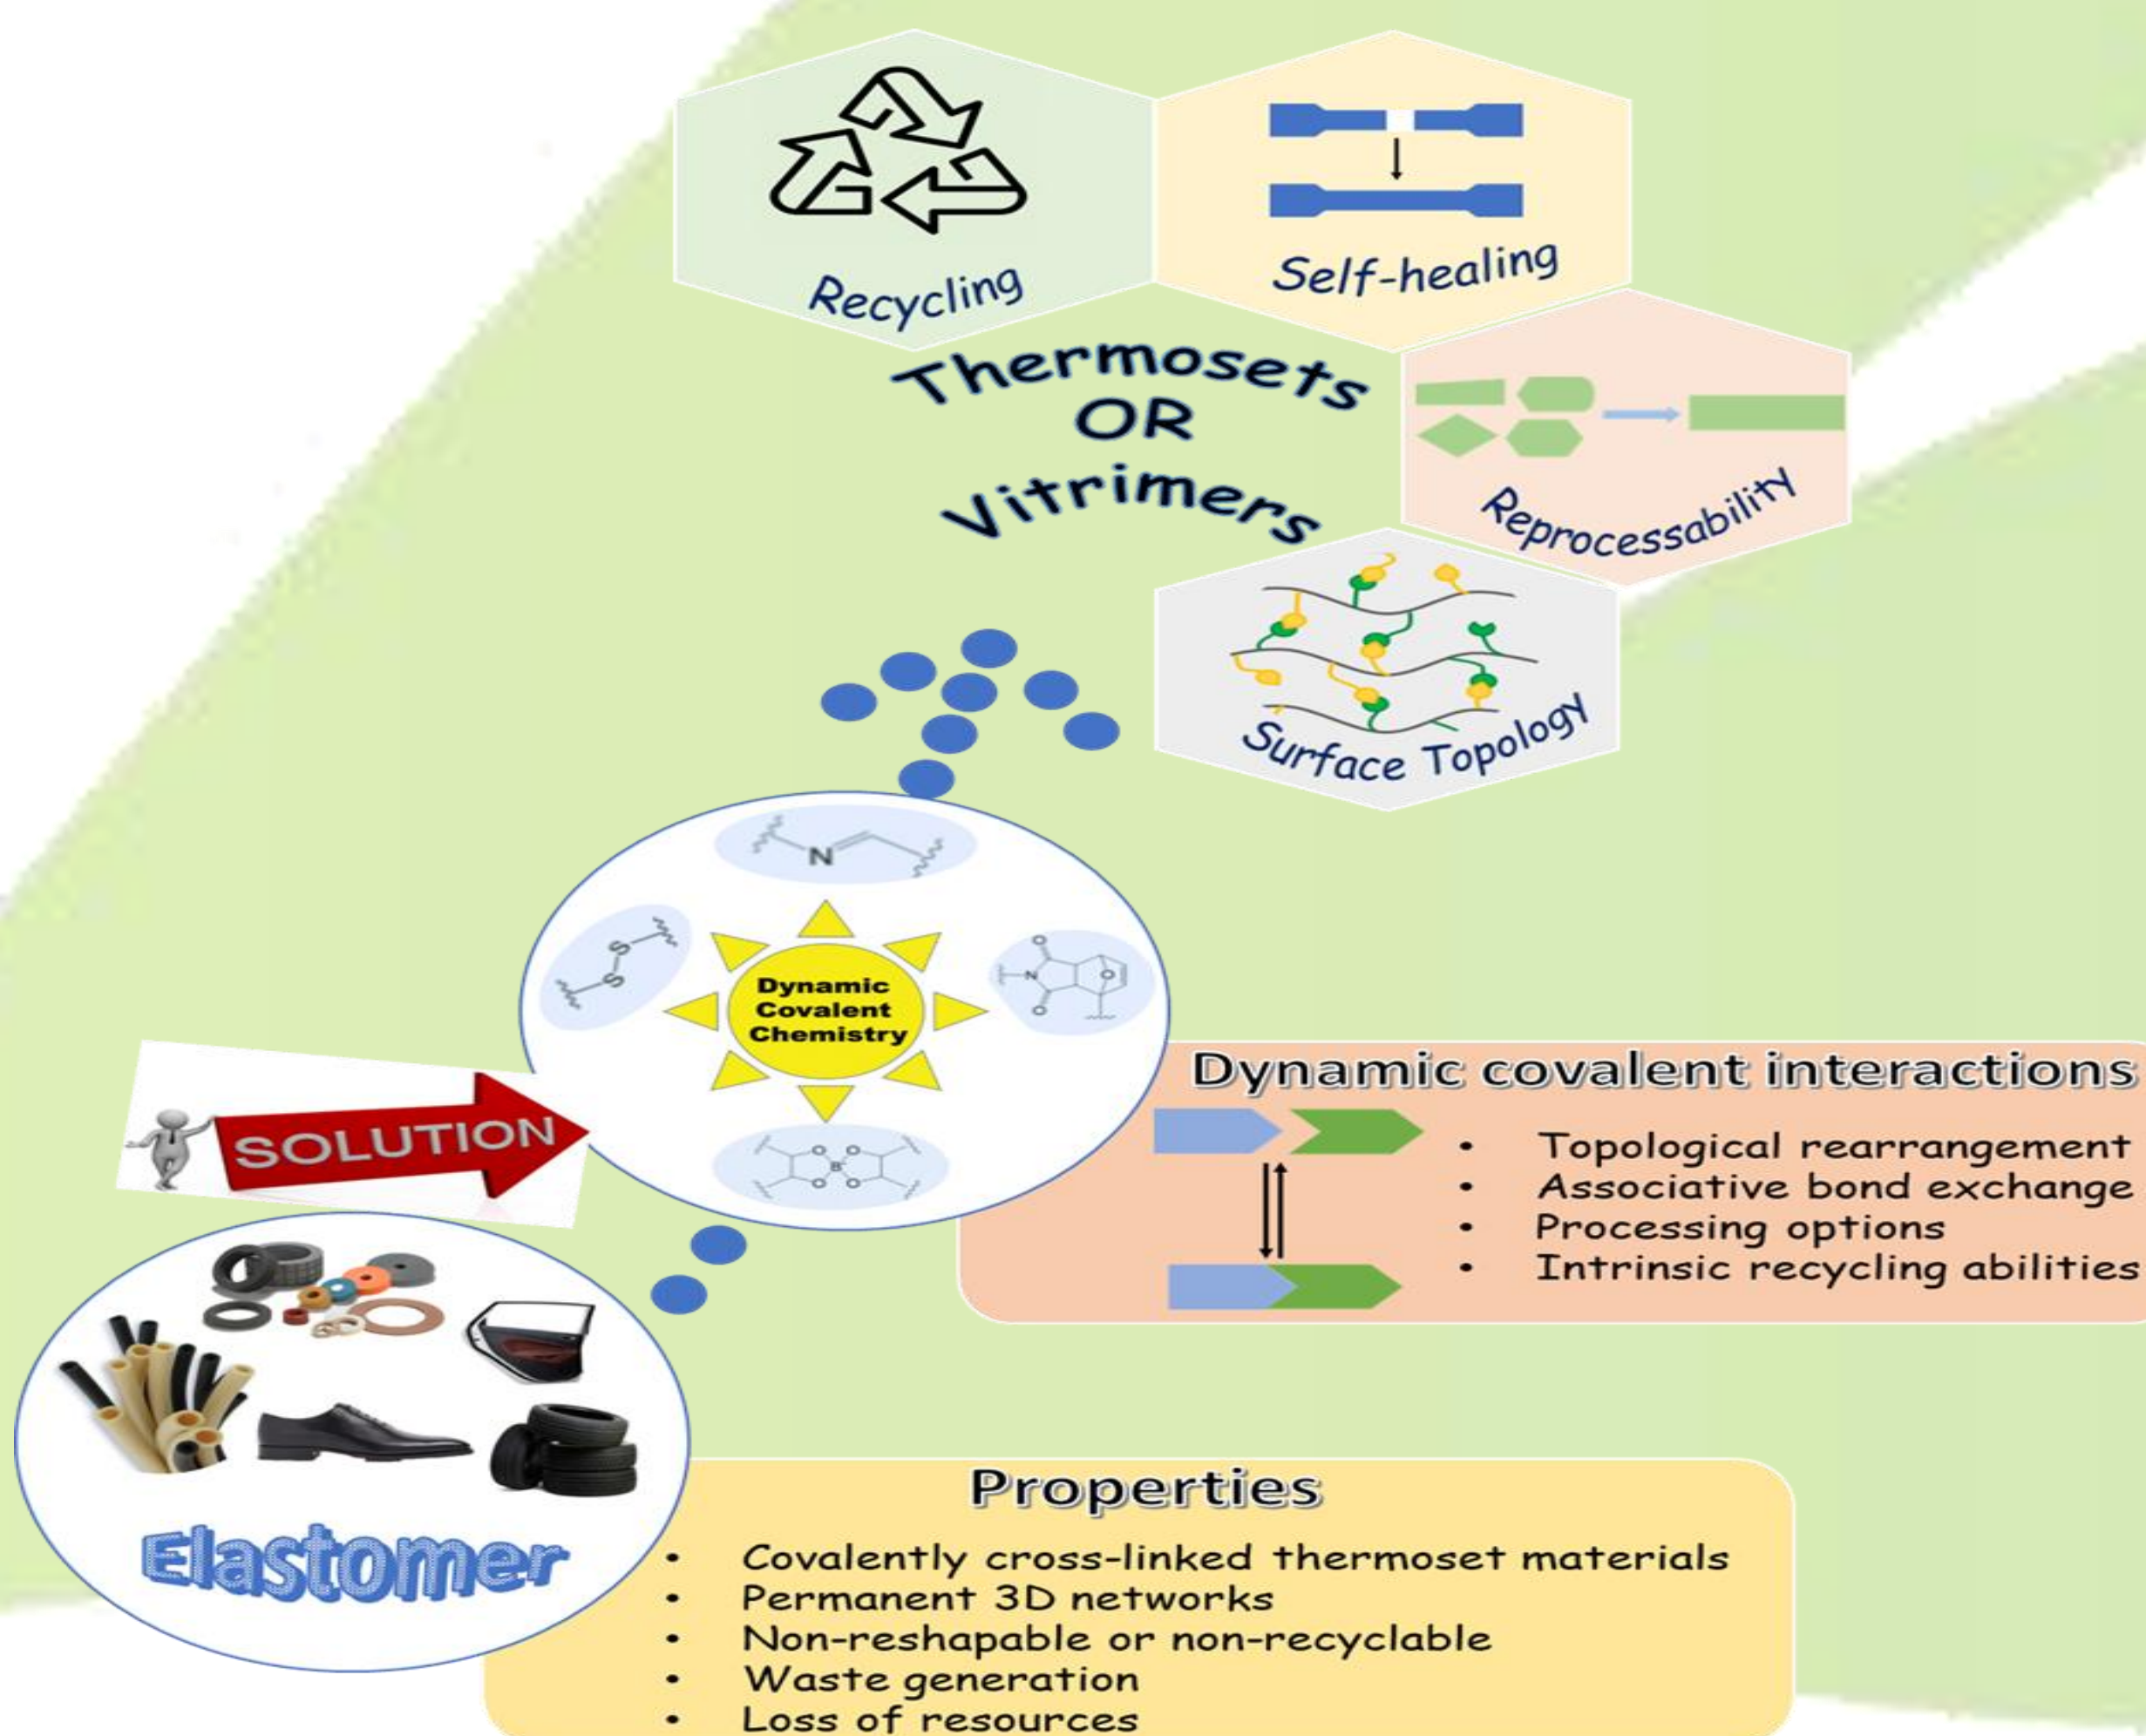 Recycling
Self-healing
Thermosets
OR
Vitrimers
Reprocessability
Surface Topology
N
S
S
O
N
O
O
Dynamic
Covalent
Chemistry
O
O
B
O
O
SOLUTION
Dynamic covalent interactions
• Topological rearrangement
• Associative bond exchange
• Processing options
• Intrinsic recycling abilities
Elastomer
Properties
• Covalently cross-linked thermoset materials
• Permanent 3D networks
• Non-reshapable or non-recyclable
• Waste generation
• Loss of resources